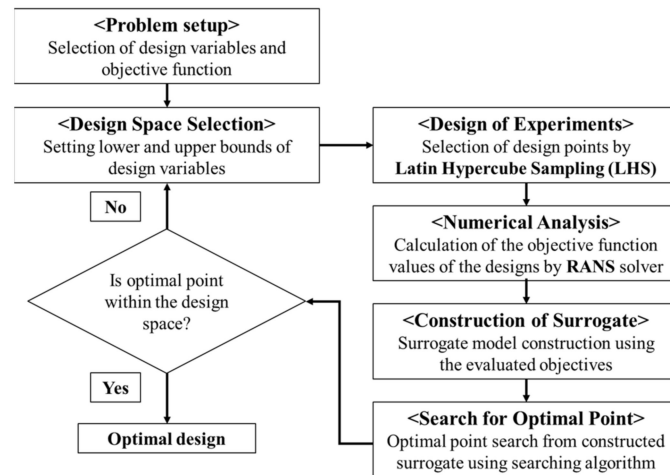 <Problem setup>
Selection of design variables and
objective function
<Design Space Selection>
Setting lower and upper bounds of
design variables
<Design of Experiments>
Selection of design points by
Latin Hypercube Sampling (LHS)
<Numerical Analysis>
Calculation of the objective function
values of the designs by RANS solver
<Construction of Surrogate>
Surrogate model construction using
the evaluated objectives
<Search for Optimal Point>
Optimal point search from constructed
surrogate using searching algorithm
Is optimal point
within the design
space?
No
Yes
Optimal design